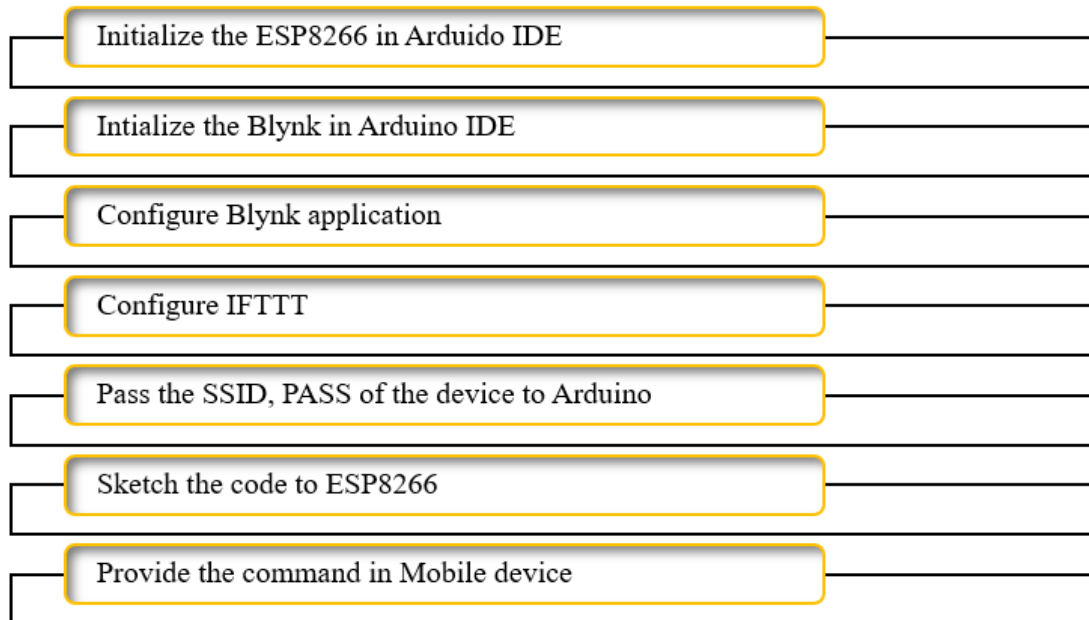 Initialize the ESP8266 in Arduido IDE
Intialize the Blynk in Arduino IDE
Configure Blynk application
Configure IFTTT
Pass the SSID, PASS of the device to Arduino
Sketch the code to ESP8266
Provide the command in Mobile device